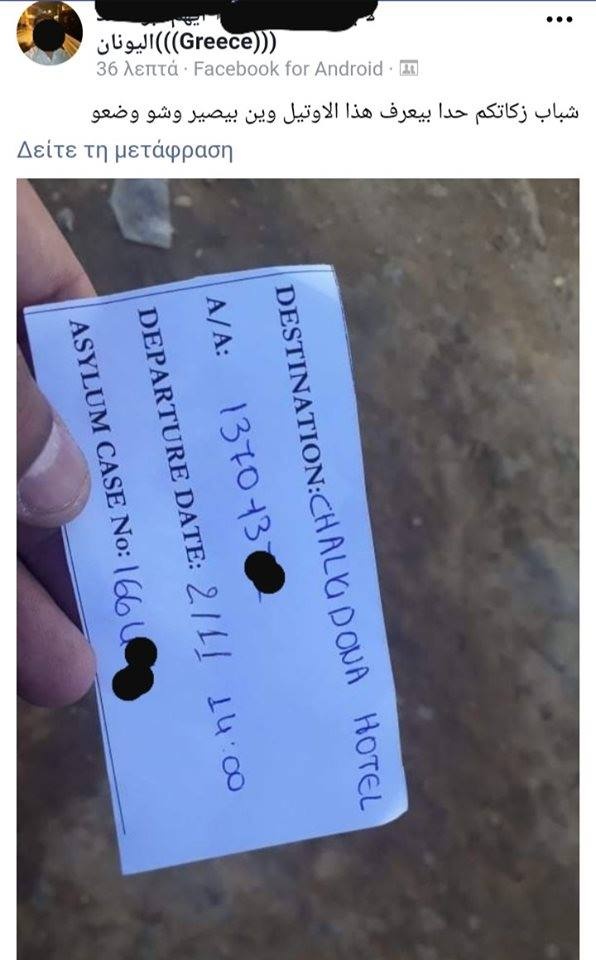 اليونان(((Greece)))
36 λεπτά · Facebook for Android ·
شباب زكاتكم حدا بيعرف هذا الاوتيل وين بيصير وشو وضعو
Δείτε τη μετάφραση
DESTINATION: CHALKIDONA HOTEL
A/A: 1370+13
DEPARTURE DATE: 2/11 14:00
ASYLUM CASE No: 1664